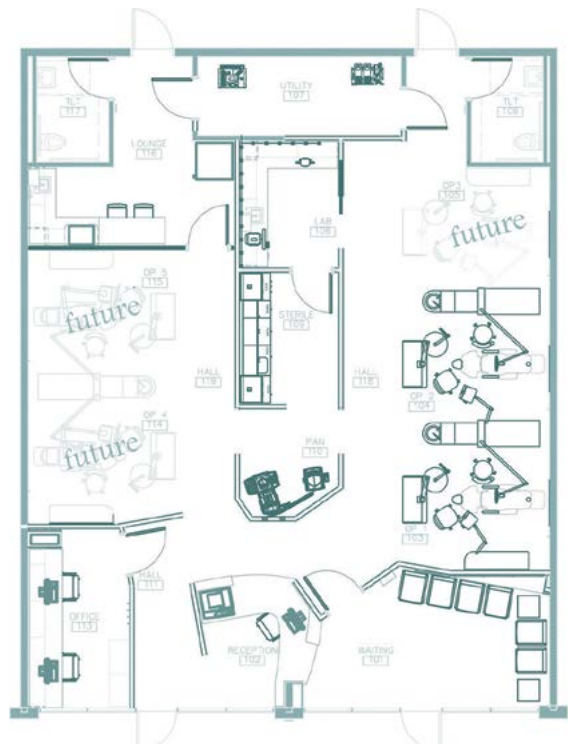 UTILITY
107
TLT
117
TLT
108
LOUNGE
116
OP3
105
future
LAB
106
OP 5
115
future
STERILE
109
HALL
119
HALL
118
OP 2
104
OP 4
114
future
PAN
110
OP 1
103
HALL
111
OFFICE
113
RECEPTION
102
WAITING
101